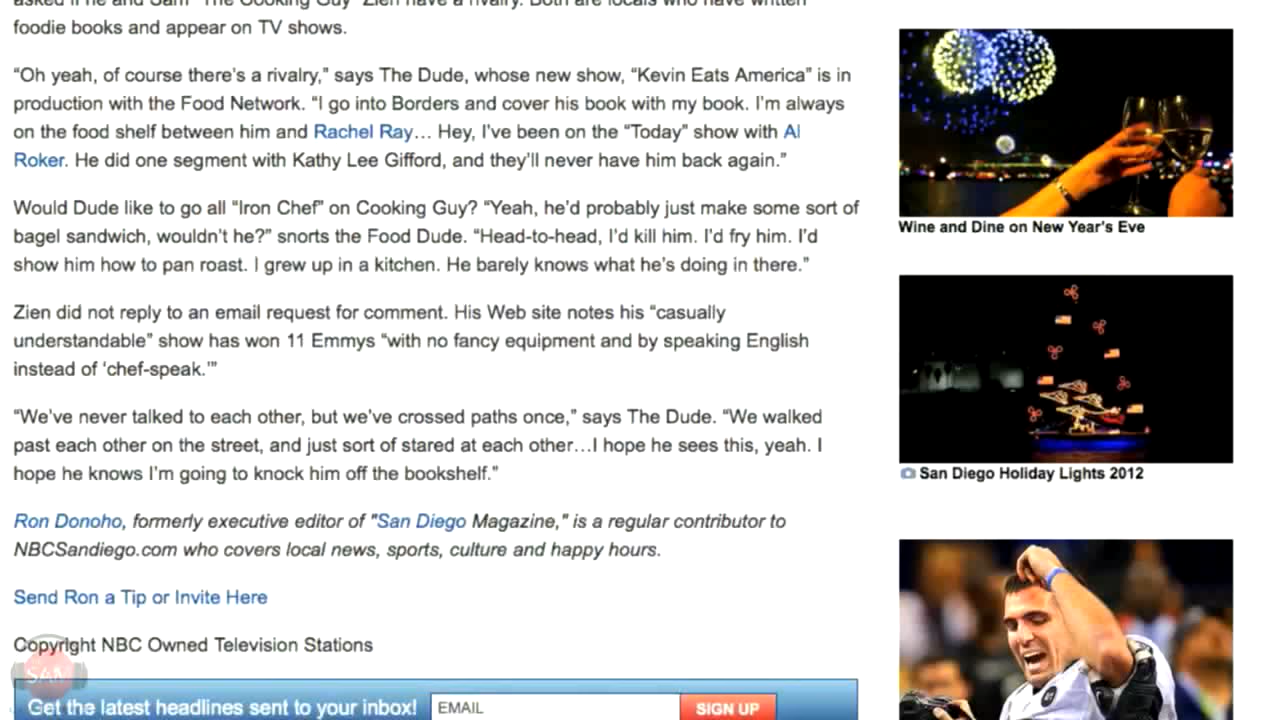 foodie books and appear on TV shows.
“Oh yeah, of course there’s a rivalry,” says The Dude, whose new show, “Kevin Eats America” is in
production with the Food Network. “I go into Borders and cover his book with my book. I’m always
on the food shelf between him and Rachel Ray… Hey, I’ve been on the “Today” show with Al
Roker. He did one segment with Kathy Lee Gifford, and they’ll never have him back again.”
Would Dude like to go all “Iron Chef” on Cooking Guy? “Yeah, he’d probably just make some sort of
bagel sandwich, wouldn’t he?” snorts the Food Dude. “Head-to-head, I’d kill him. I’d fry him. I’d
show him how to pan roast. I grew up in a kitchen. He barely knows what he’s doing in there.”
Zien did not reply to an email request for comment. His Web site notes his “casually
understandable” show has won 11 Emmys “with no fancy equipment and by speaking English
instead of ‘chef-speak.’”
“We’ve never talked to each other, but we’ve crossed paths once,” says The Dude. “We walked
past each other on the street, and just sort of stared at each other…I hope he sees this, yeah. I
hope he knows I’m going to knock him off the bookshelf.”
Ron Donoho, formerly executive editor of "San Diego Magazine," is a regular contributor to
NBCSandiego.com who covers local news, sports, culture and happy hours.
Send Ron a Tip or Invite Here
Copyright NBC Owned Television Stations
SAM
Get the latest headlines sent to your inbox!
EMAIL
SIGN UP
Wine and Dine on New Year’s Eve
San Diego Holiday Lights 2012